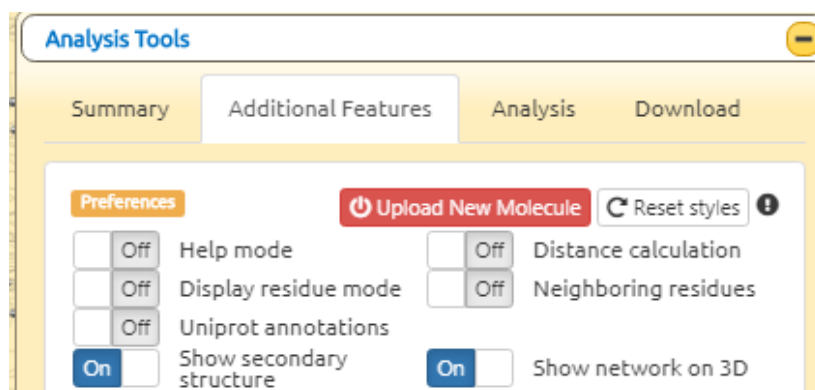 Analysis Tools
Summary Additional Features Analysis Download
Preferences Upload New Molecule Reset styles
Off Help mode Off Distance calculation
Off Display residue mode Off Neighboring residues
Off Uniprot annotations
On Show secondary
structure On Show network on 3D